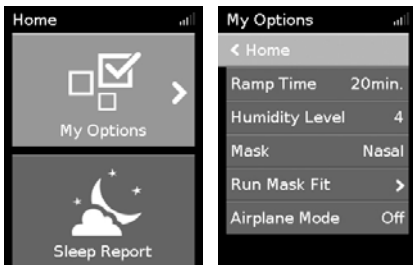 Home
My Options
Sleep Report
My Options
< Home
Ramp Time 20min.
Humidity Level 4
Mask Nasal
Run Mask Fit >
Airplane Mode Off